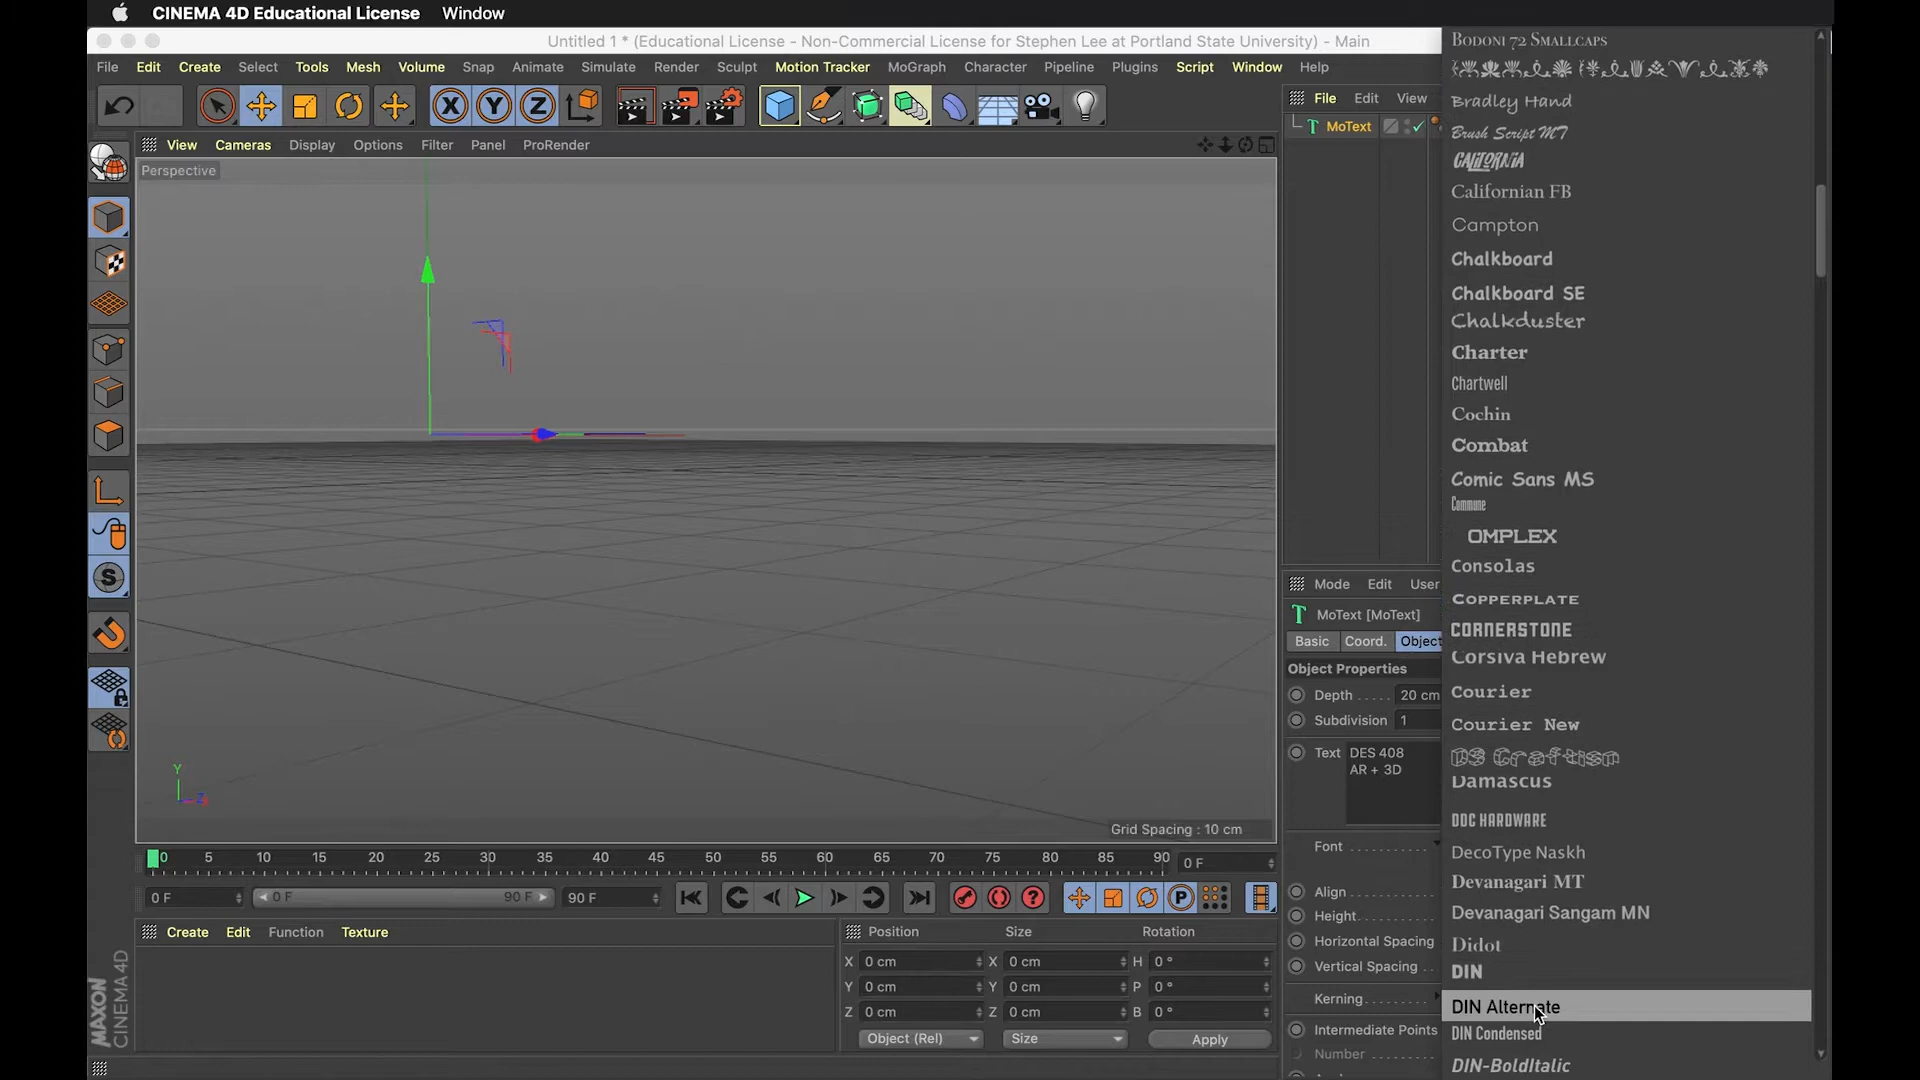 CINEMA 4D Educational License Window
Untitled 1 * (Educational License - Non-Commercial License for Stephen Lee at Portland State University) - Main
File Edit Create Select Tools Mesh Volume Snap Animate Simulate Render Sculpt Motion Tracker MoGraph Character Pipeline Plugins Script Window Help
X Y Z
View Cameras Display Options Filter Panel ProRender
Perspective
Y
Z
Grid Spacing : 10 cm
0 5 10 15 20 25 30 35 40 45 50 55 60 65 70 75 80 85 90 0 F
0 F 0 F 90 F 90 F
P
S
Create Edit Function Texture
MAXON
CINEMA 4D
Position Size Rotation
X 0 cm X 0 cm H 0 °
Y 0 cm Y 0 cm P 0 °
Z 0 cm Z 0 cm B 0 °
Object (Rel) Size Apply
File Edit View
MoText
Mode Edit User
MoText [MoText]
Basic Coord. Object
Object Properties
Depth 20 cm
Subdivision 1
Text DES 408
AR + 3D
Font
Align
Height
Horizontal Spacing
Vertical Spacing
Kerning
Intermediate Points
Number
BODONI 72 SMALLCAPS
Bradley Hand
Brush Script MT
CALIFORNIA
Californian FB
Campton
Chalkboard
Chalkboard SE
Chalkduster
Charter
Chartwell
Cochin
Combat
Comic Sans MS
Commune
OMPLEX
Consolas
COPPERPLATE
CORNERSTONE
Corsiva Hebrew
Courier
Courier New
DS Craftism
Damascus
DDC HARDWARE
DecoType Naskh
Devanagari MT
Devanagari Sangam MN
Didot
DIN
DIN Alternate
DIN Condensed
DIN-BoldItalic